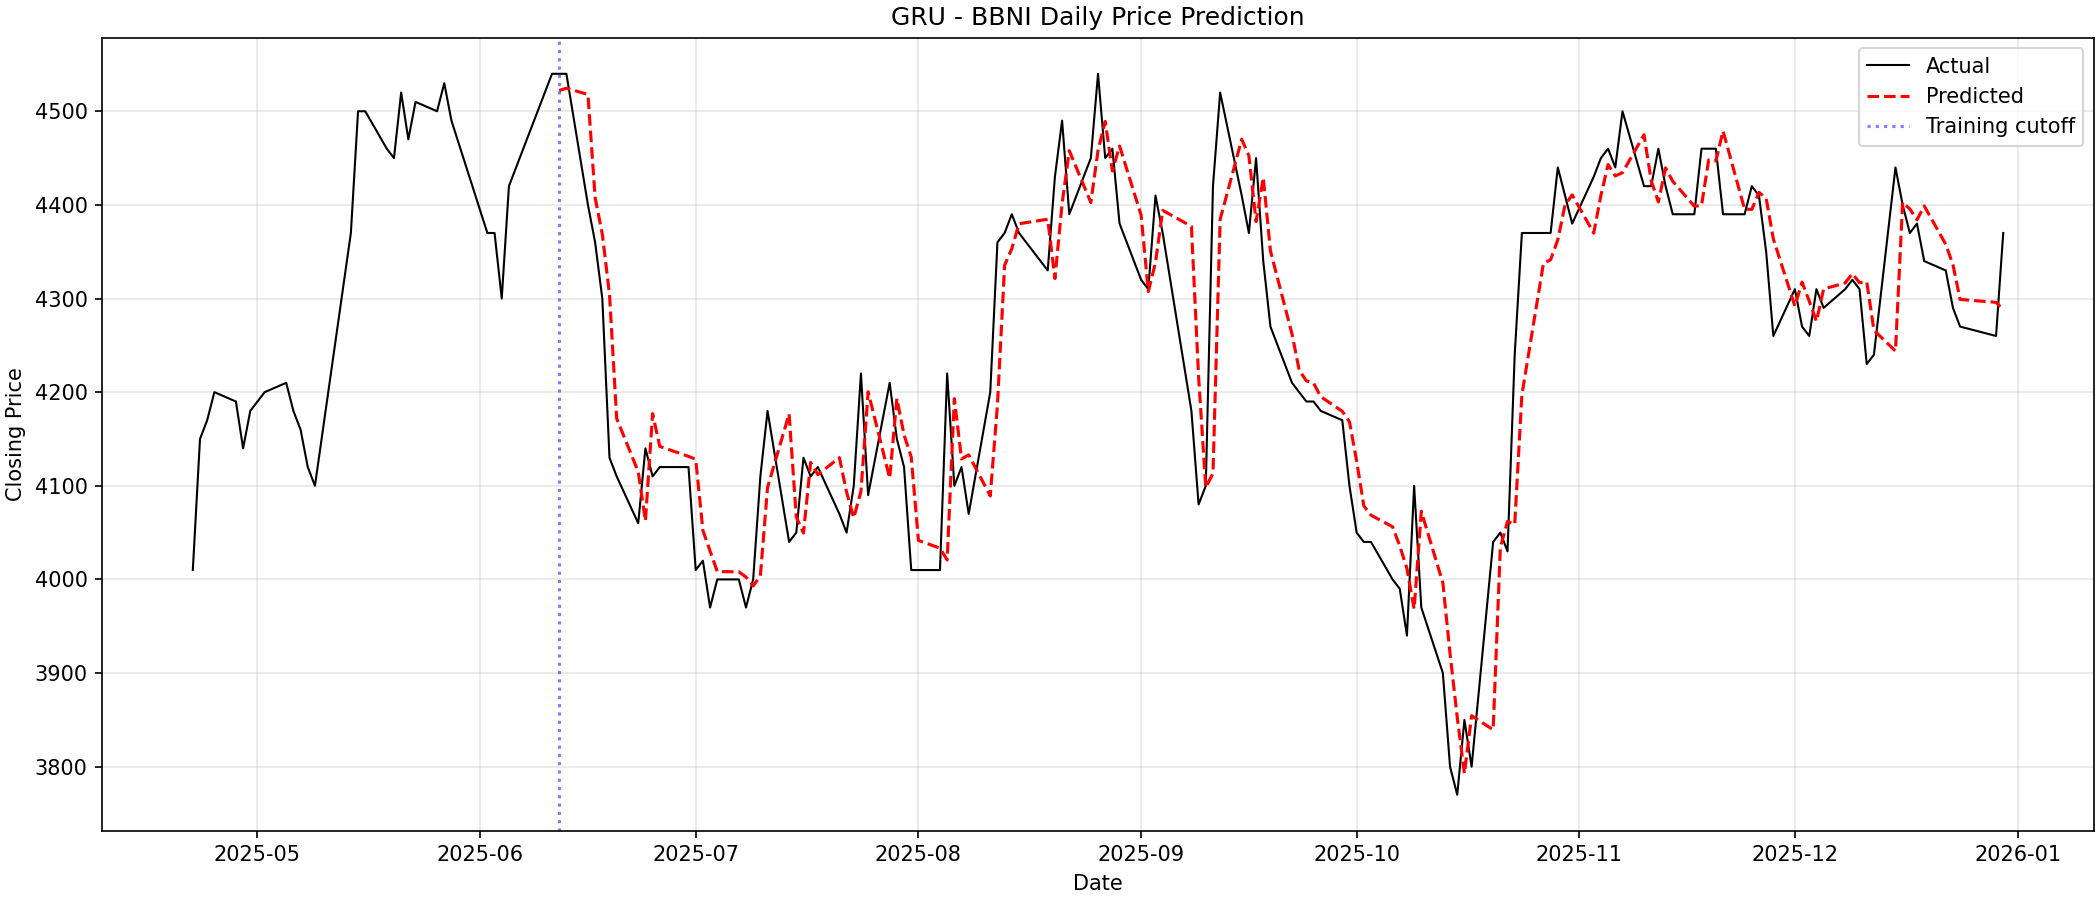 GRU - BBNI Daily Price Prediction
Actual
Predicted
Training cutoff
Closing Price
4500
4400
4300
4200
4100
4000
3900
3800
2025-05
2025-06
2025-07
2025-08
2025-09
2025-10
2025-11
2025-12
2026-01
Date